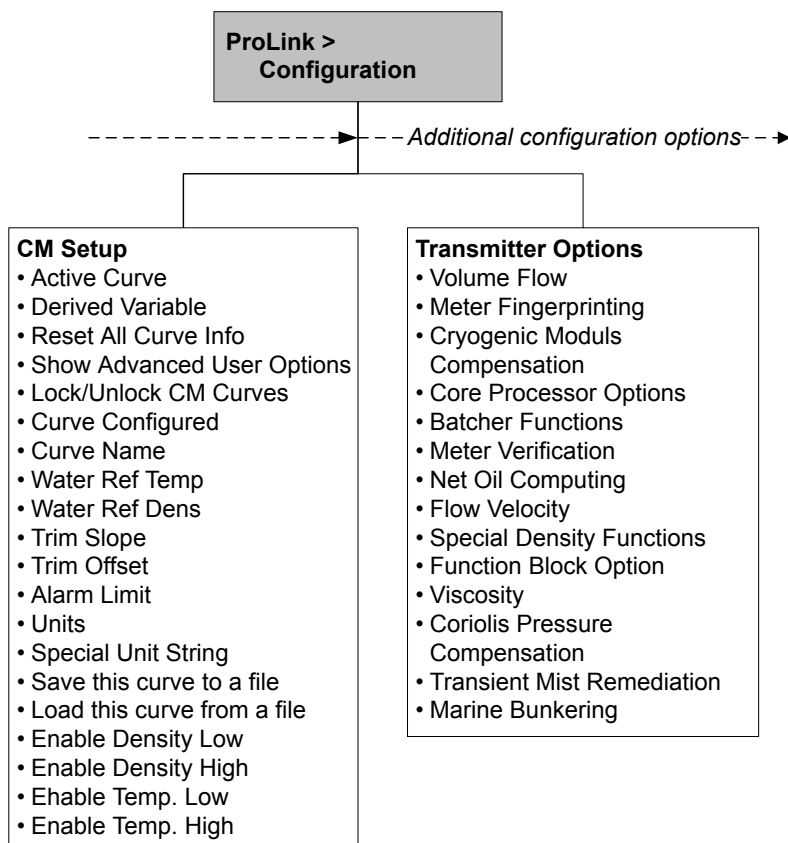 ProLink >
Configuration
Additional configuration options
CM Setup
• Active Curve
• Derived Variable
• Reset All Curve Info
• Show Advanced User Options
• Lock/Unlock CM Curves
• Curve Configured
• Curve Name
• Water Ref Temp
• Water Ref Dens
• Trim Slope
• Trim Offset
• Alarm Limit
• Units
• Special Unit String
• Save this curve to a file
• Load this curve from a file
• Enable Density Low
• Enable Density High
• Ehable Temp. Low
• Enable Temp. High
Transmitter Options
• Volume Flow
• Meter Fingerprinting
• Cryogenic Moduls
Compensation
• Core Processor Options
• Batcher Functions
• Meter Verification
• Net Oil Computing
• Flow Velocity
• Special Density Functions
• Function Block Option
• Viscosity
• Coriolis Pressure
Compensation
• Transient Mist Remediation
• Marine Bunkering